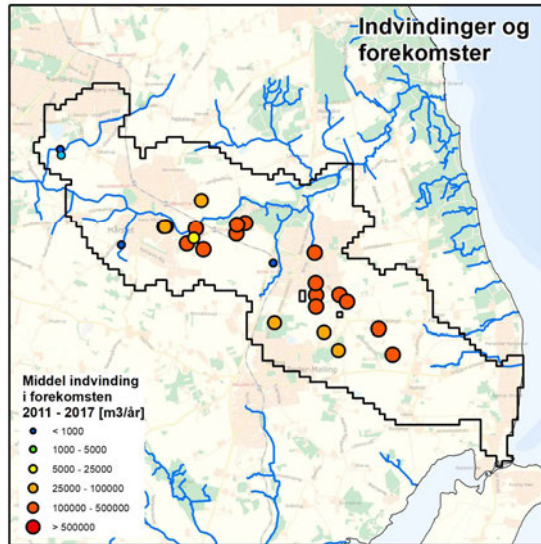 Indvindinger og
forekomster
Middel indvinding
i forekomsten
2011 - 2017 [m3/år]
< 1000
1000 - 5000
5000 - 25000
25000 - 100000
100000 - 500000
> 500000